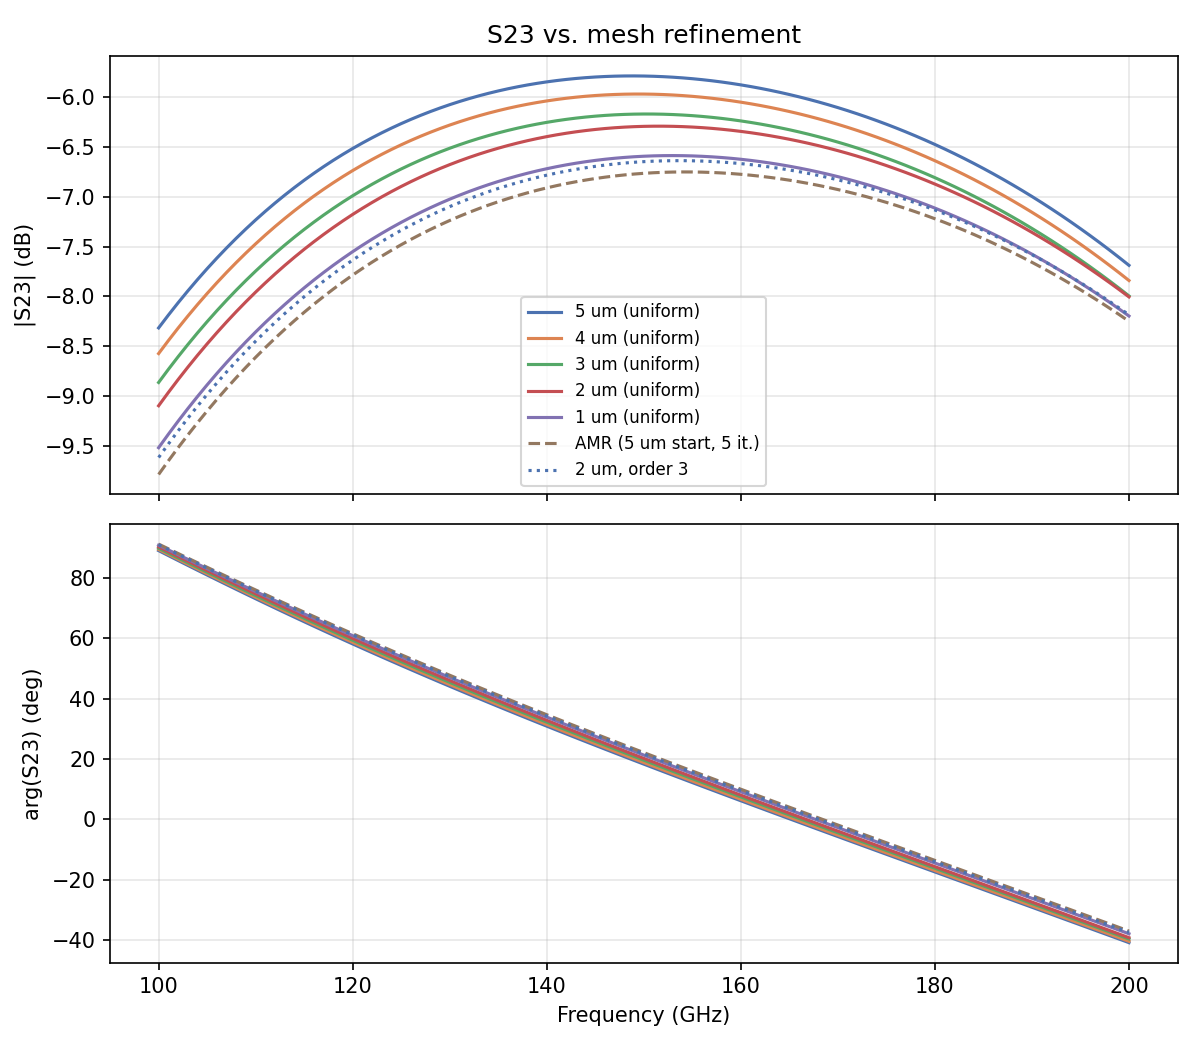 S23 vs. mesh refinement
|S23| (dB)
−6.0
−6.5
−7.0
−7.5
−8.0
−8.5
−9.0
−9.5
5 um (uniform)
4 um (uniform)
3 um (uniform)
2 um (uniform)
1 um (uniform)
AMR (5 um start, 5 it.)
2 um, order 3
arg(S23) (deg)
80
60
40
20
0
−20
−40
100 120 140 160 180 200
Frequency (GHz)